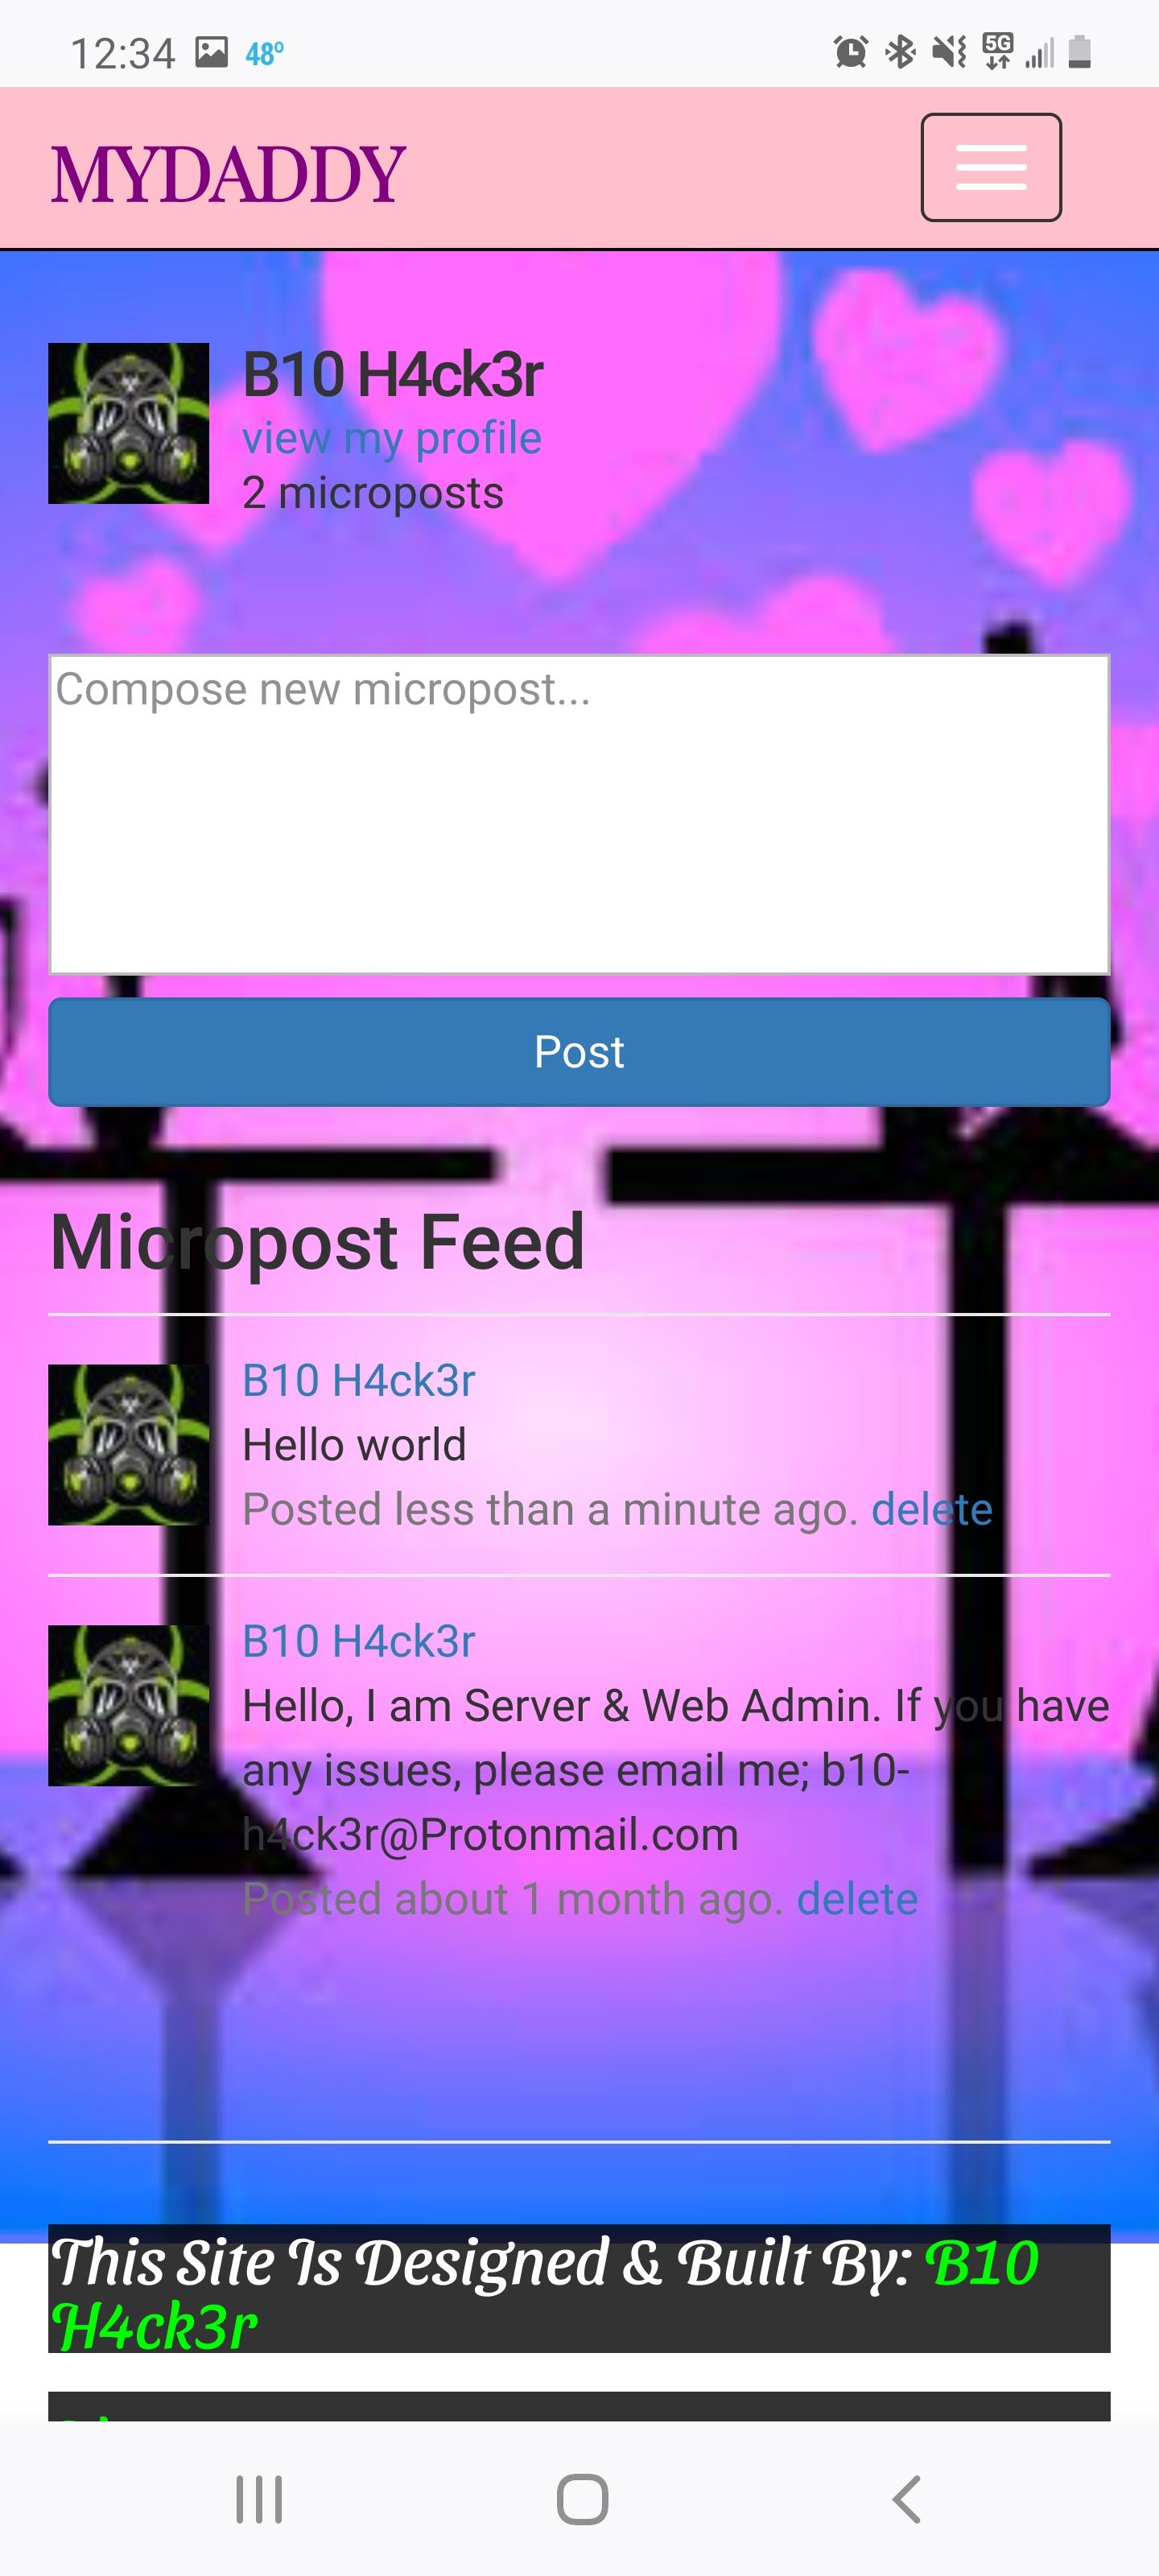 12:34 48°
5G
MYDADDY
B10 H4ck3r
view my profile
2 microposts
Compose new micropost...
Post
Micropost Feed
B10 H4ck3r
Hello world
Posted less than a minute ago. delete
B10 H4ck3r
Hello, I am Server & Web Admin. If you have
any issues, please email me; b10-
h4ck3r@Protonmail.com
Posted about 1 month ago. delete
This Site Is Designed & Built By: B10
H4ck3r